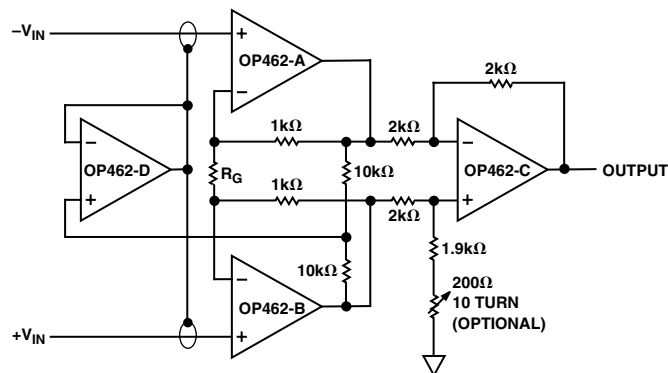 –VIN
+
OP462-A
–
2kΩ
1kΩ
2kΩ
–
OP462-D
+
RG
10kΩ
–
OP462-C
+
OUTPUT
1kΩ
2kΩ
10kΩ
1.9kΩ
–
OP462-B
+
200Ω
10 TURN
(OPTIONAL)
+VIN